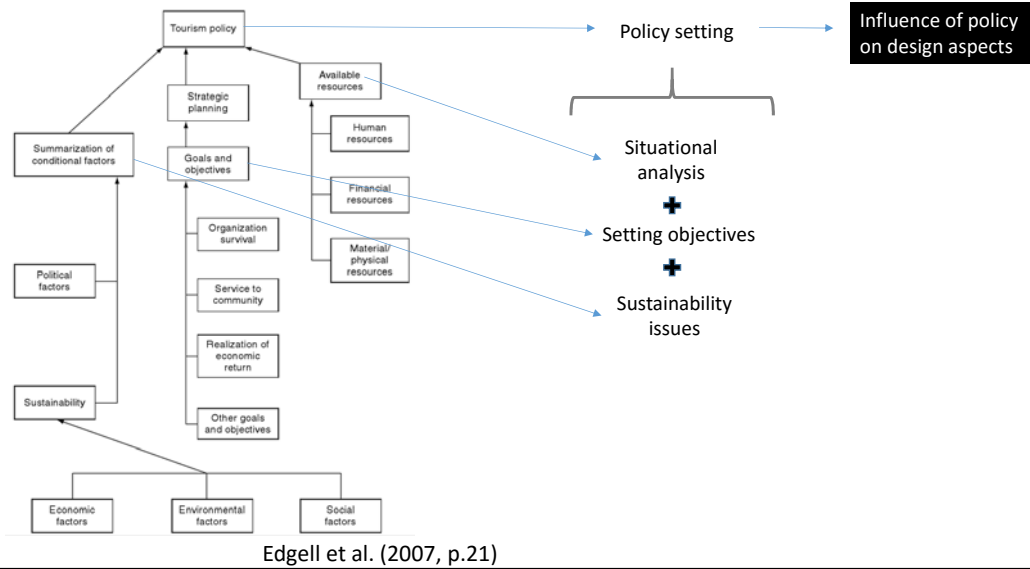 Tourism policy
Strategic
planning
Available
resources
Summarization of
conditional factors
Goals and
objectives
Human
resources
Financial
resources
Material/
physical
resources
Organization
survival
Service to
community
Realization of
economic
return
Other goals
and objectives
Political
factors
Sustainability
Economic
factors
Environmental
factors
Social
factors
Edgell et al. (2007, p.21)
Policy setting
Situational
analysis
+
Setting objectives
+
Sustainability
issues
Influence of policy
on design aspects